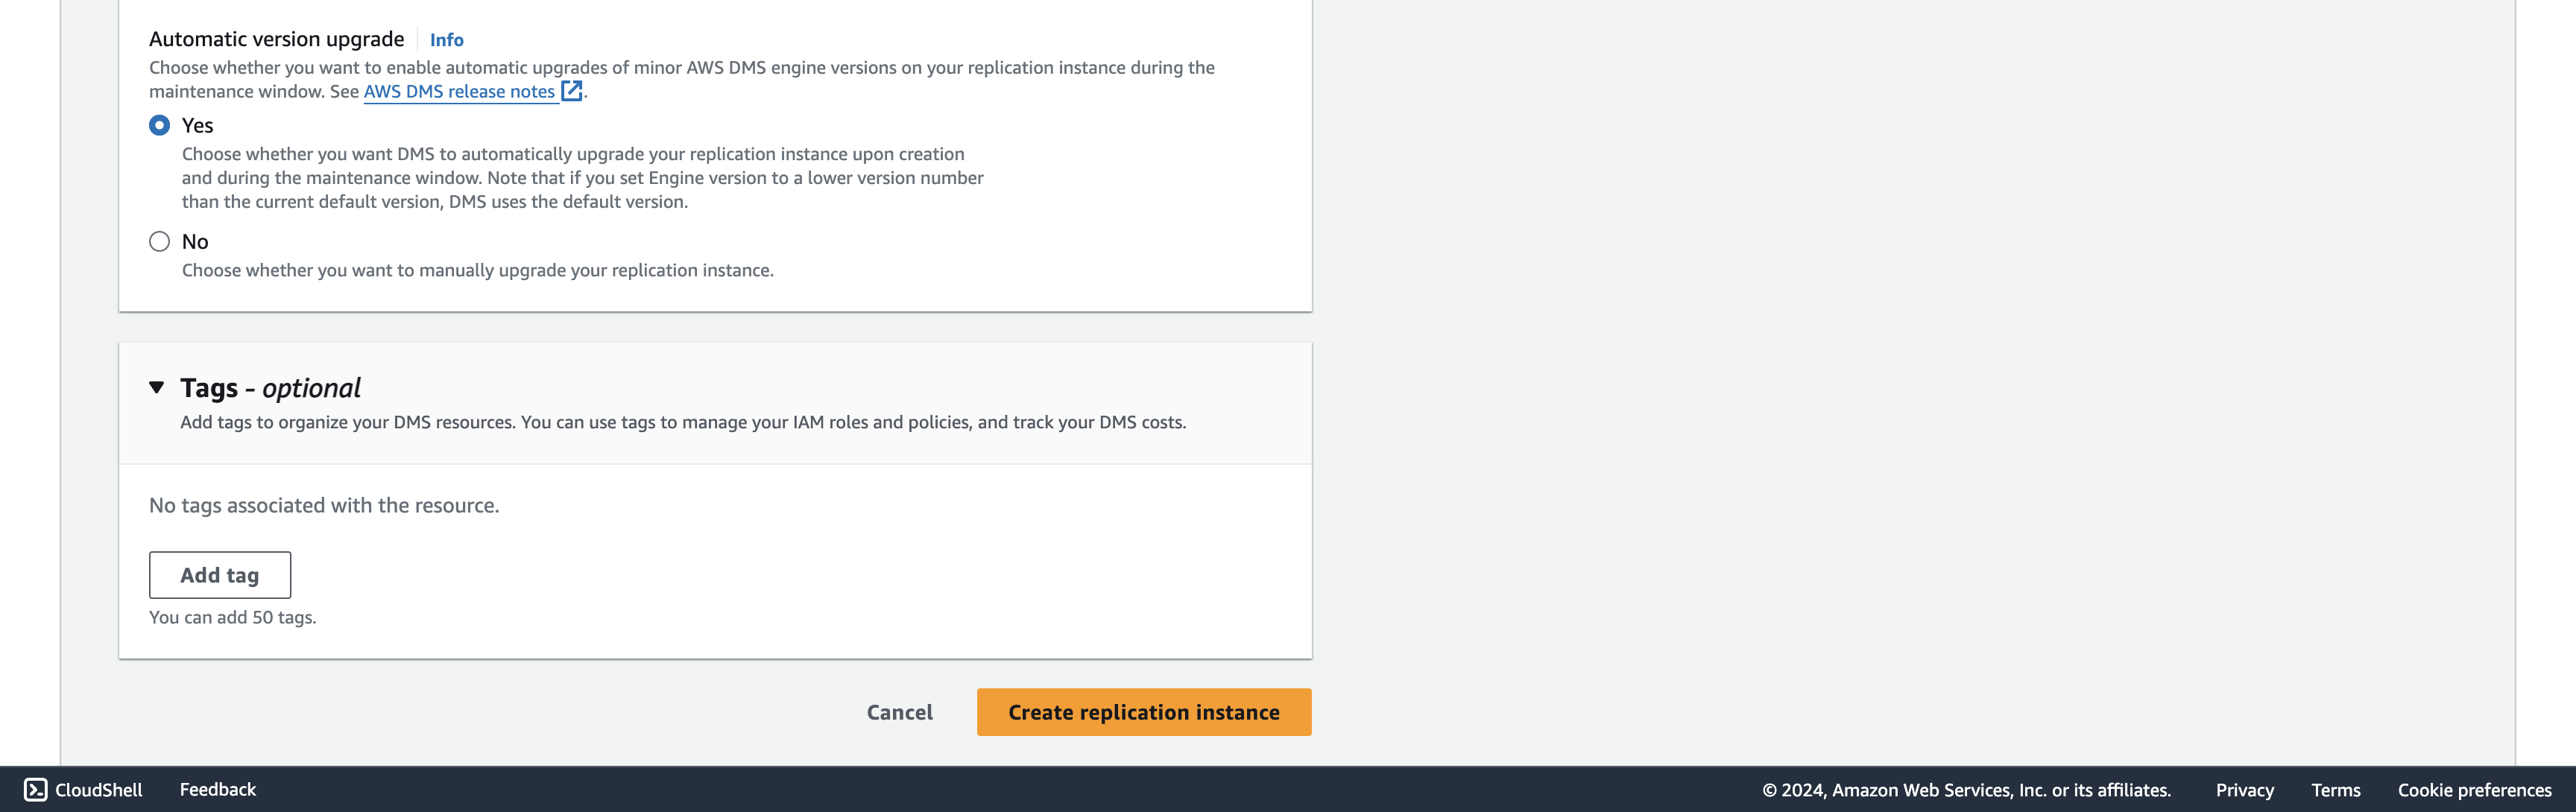 Automatic version upgrade Info
Choose whether you want to enable automatic upgrades of minor AWS DMS engine versions on your replication instance during the
maintenance window. See AWS DMS release notes .
Yes
Choose whether you want DMS to automatically upgrade your replication instance upon creation
and during the maintenance window. Note that if you set Engine version to a lower version number
than the current default version, DMS uses the default version.
No
Choose whether you want to manually upgrade your replication instance.
Tags - optional
Add tags to organize your DMS resources. You can use tags to manage your IAM roles and policies, and track your DMS costs.
No tags associated with the resource.
Add tag
You can add 50 tags.
Cancel Create replication instance
CloudShell Feedback © 2024, Amazon Web Services, Inc. or its affiliates. Privacy Terms Cookie preferences